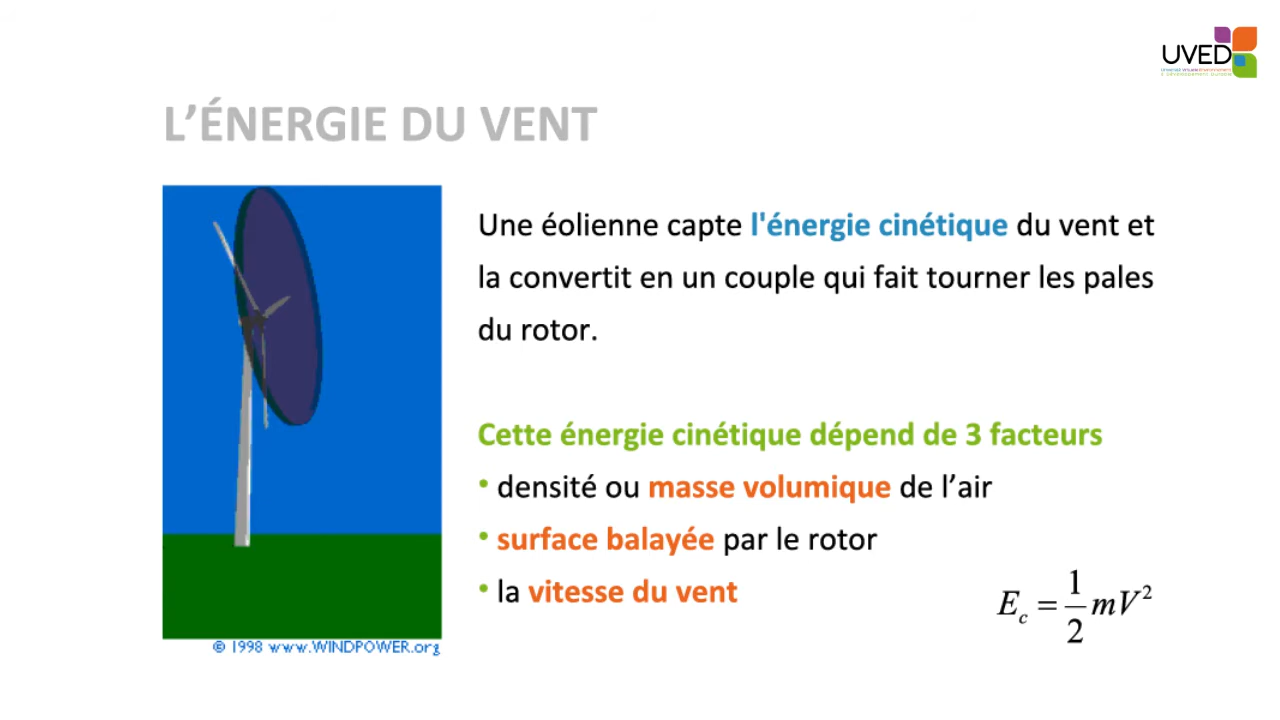 UVED
L'ÉNERGIE DU VENT
Une éolienne capte l'énergie cinétique du vent et
la convertit en un couple qui fait tourner les pales
du rotor.
Cette énergie cinétique dépend de 3 facteurs
• densité ou masse volumique de l’air
• surface balayée par le rotor
• la vitesse du vent
E_c = 1/2 mV²
© 1998 www.WINDPOWER.org